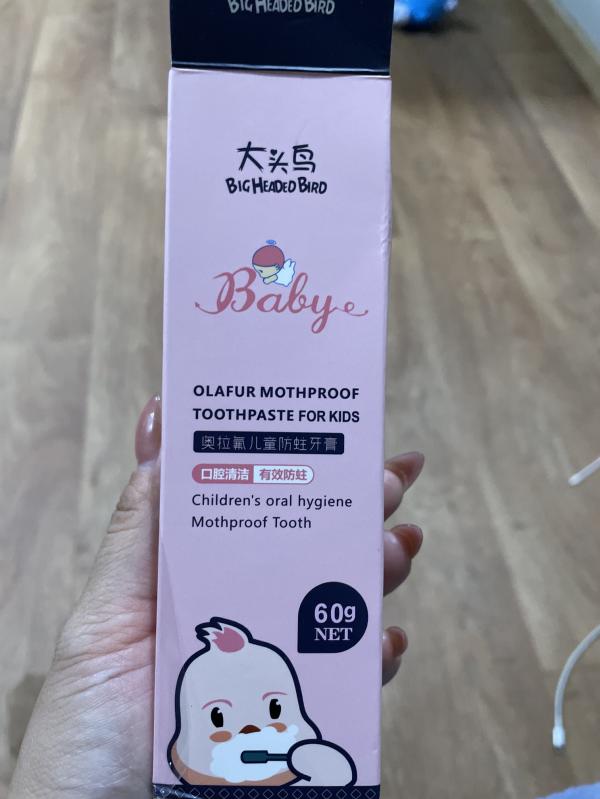 BIG HEADED BIRD
大头鸟
BIG HEADED BIRD
Baby
OLAFUR MOTHPROOF
TOOTHPASTE FOR KIDS
奥拉氟儿童防蛀牙膏
口腔清洁 有效防蛀
Children's oral hygiene
Mothproof Tooth
60g
NET